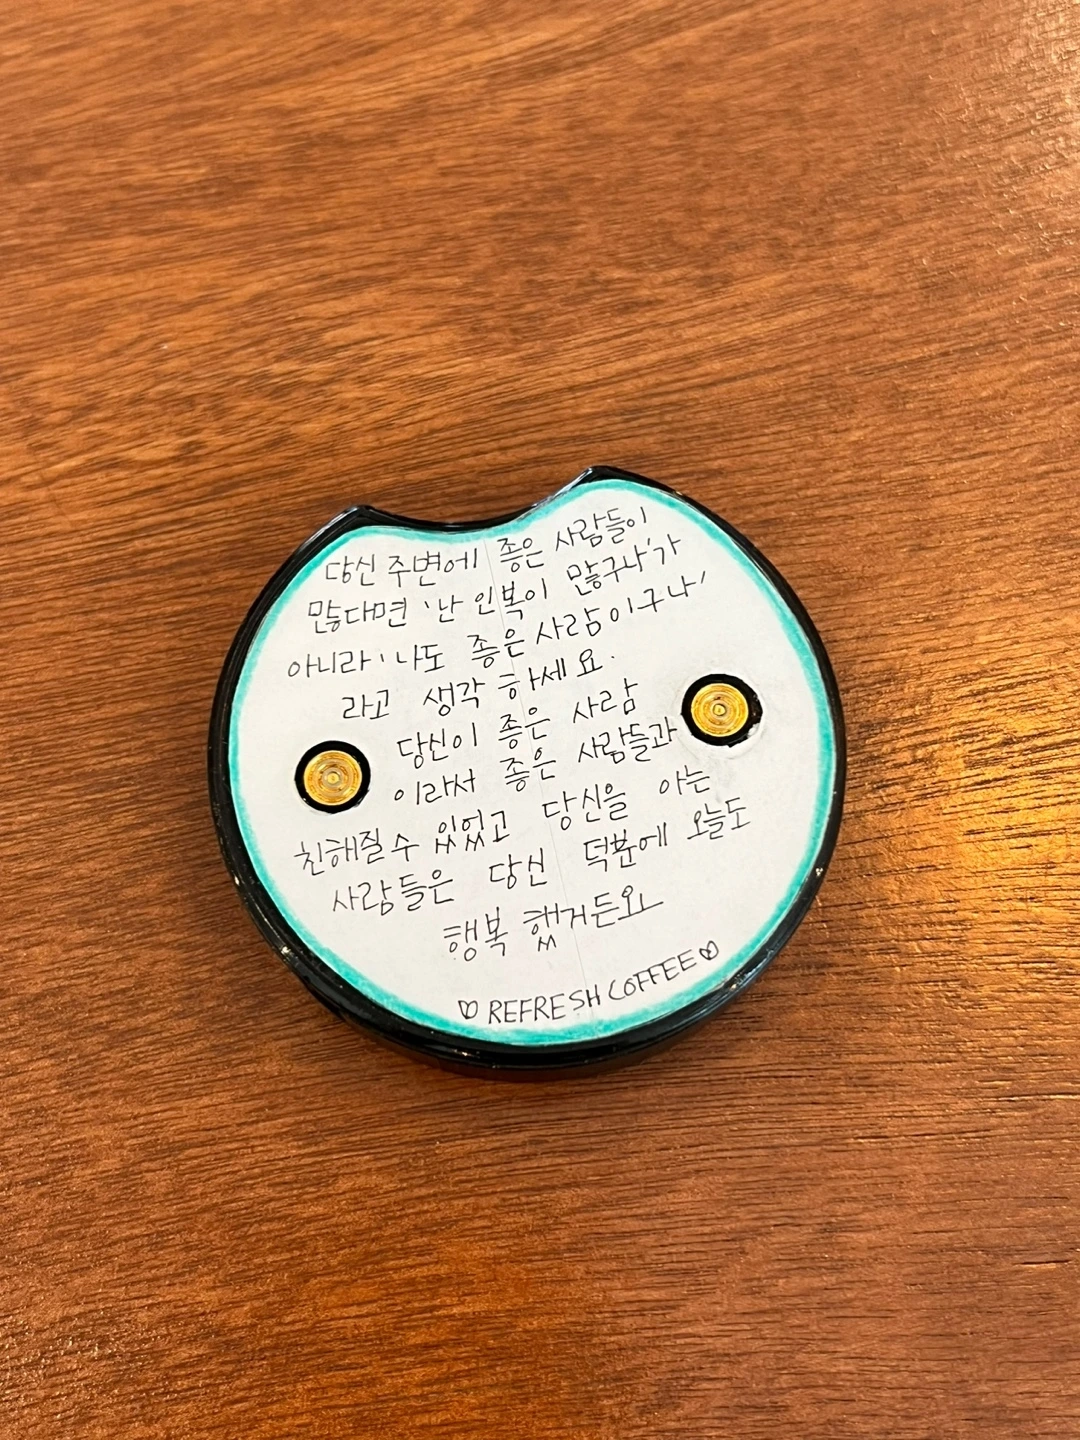 당신 주변에 좋은 사람들이
많다면 '난 인복이 많구나'가
아니라 '나도 좋은 사람이구나'
라고 생각 하세요.
당신이 좋은 사람
이라서 좋은 사람들과
친해질 수 있었고 당신을 아는
사람들은 당신 덕분에 오늘도
행복 했거든요
♡ REFRESH COFFEE ♡